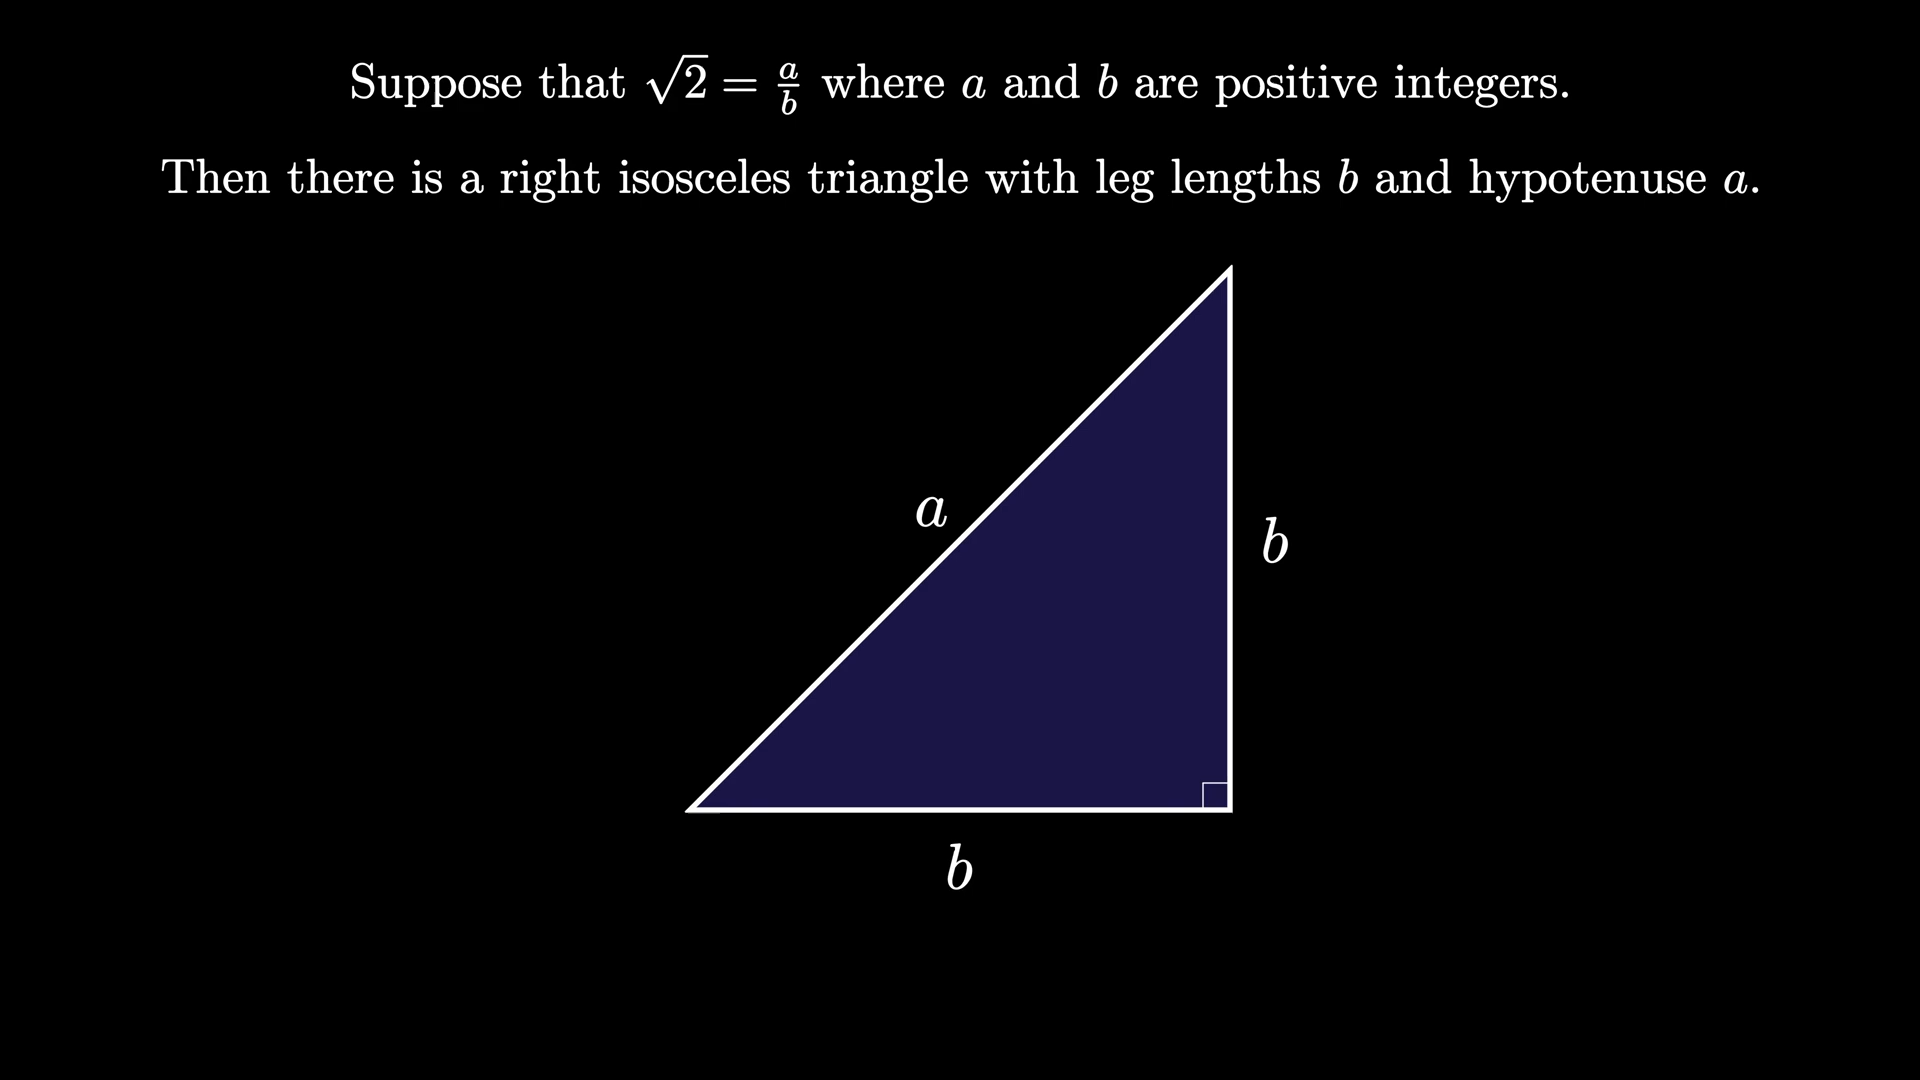 Suppose that √2 = a/b where a and b are positive integers.
Then there is a right isosceles triangle with leg lengths b and hypotenuse a.
a
b
b